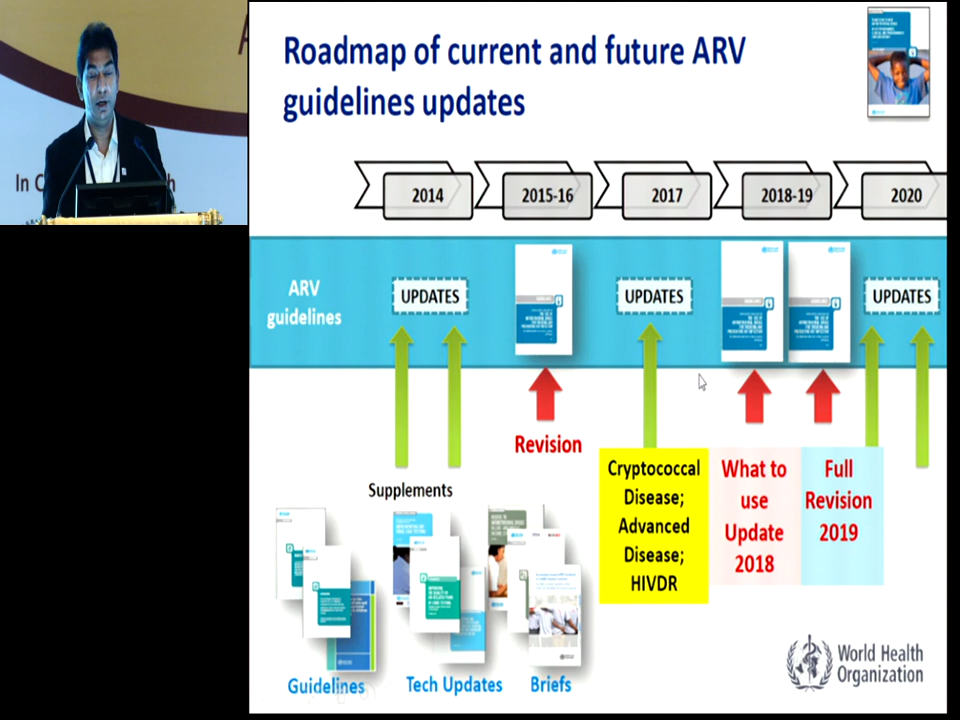 Roadmap of current and future ARV
guidelines updates
In C
h
2014
2015-16
2017
2018-19
2020
ARV
guidelines
UPDATES
UPDATES
UPDATES
Revision
Supplements
Cryptococcal
Disease;
Advanced
Disease;
HIVDR
What to
use
Update
2018
Full
Revision
2019
Guidelines
Tech Updates
Briefs
World Health
Organization